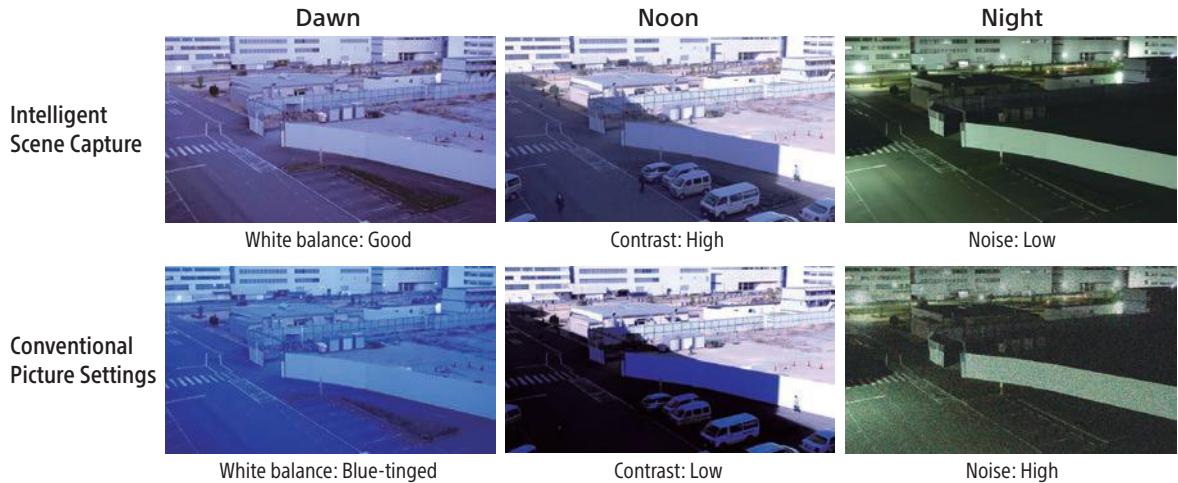 Dawn
Noon
Night
Intelligent
Scene Capture
White balance: Good
Contrast: High
Noise: Low
Conventional
Picture Settings
White balance: Blue-tinged
Contrast: Low
Noise: High